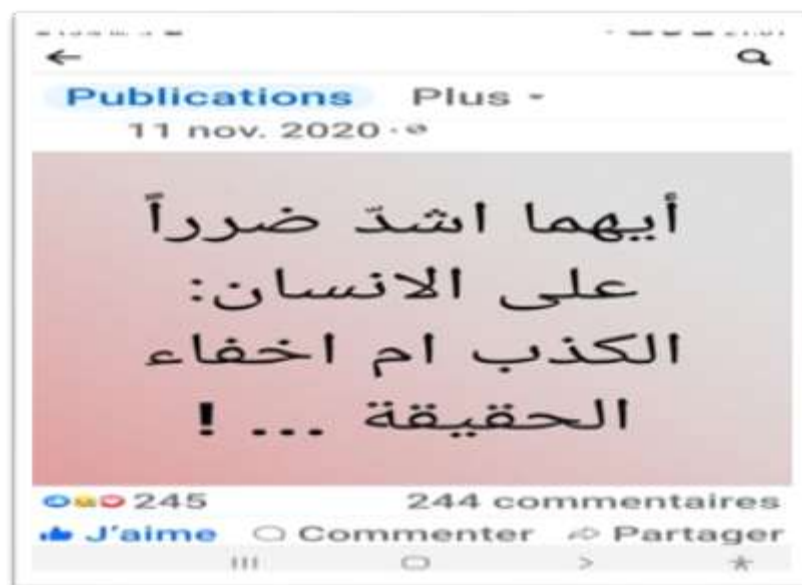 Publications Plus
11 nov. 2020
أيهما اشدّ ضرراً
على الانسان:
الكذب ام اخفاء
الحقيقة ... !
245 244 commentaires
J'aime Commenter Partager